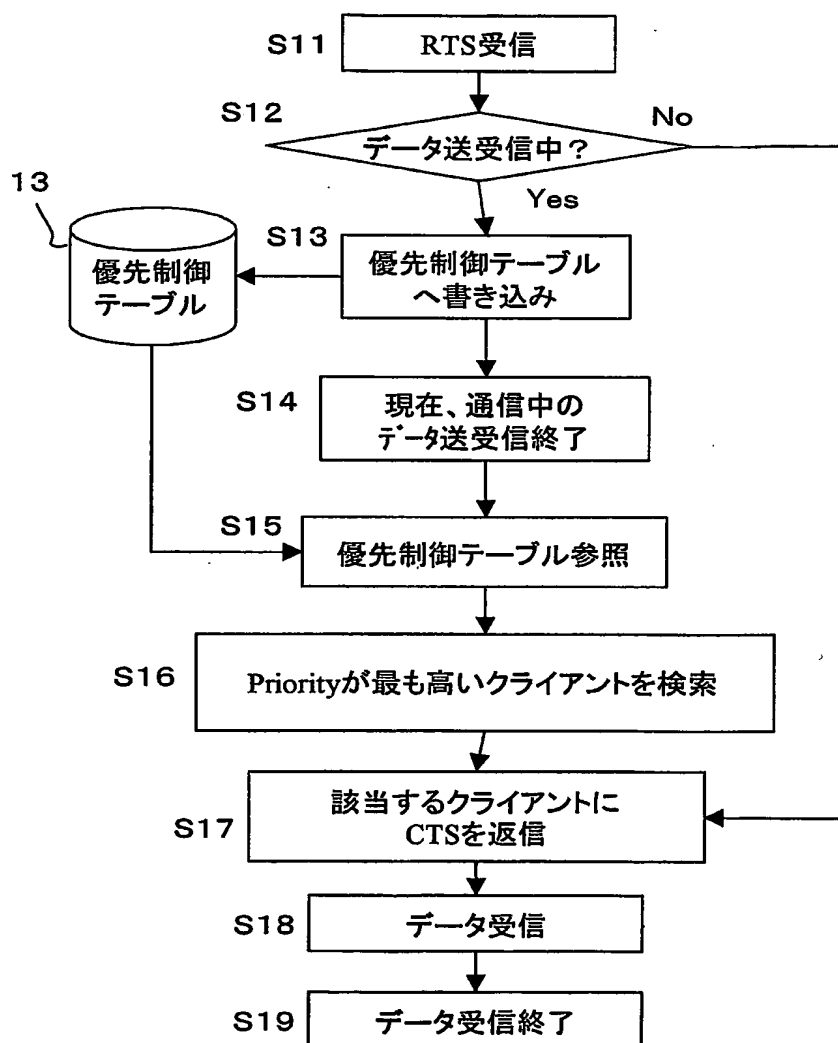 S11
RTS受信
S12
データ送受信中？
No
Yes
13
優先制御
テーブル
S13
優先制御テーブル
へ書き込み
S14
現在、通信中の
データ送受信終了
S15
優先制御テーブル参照
S16
Priorityが最も高いクライアントを検索
S17
該当するクライアントに
CTSを返信
S18
データ受信
S19
データ受信終了